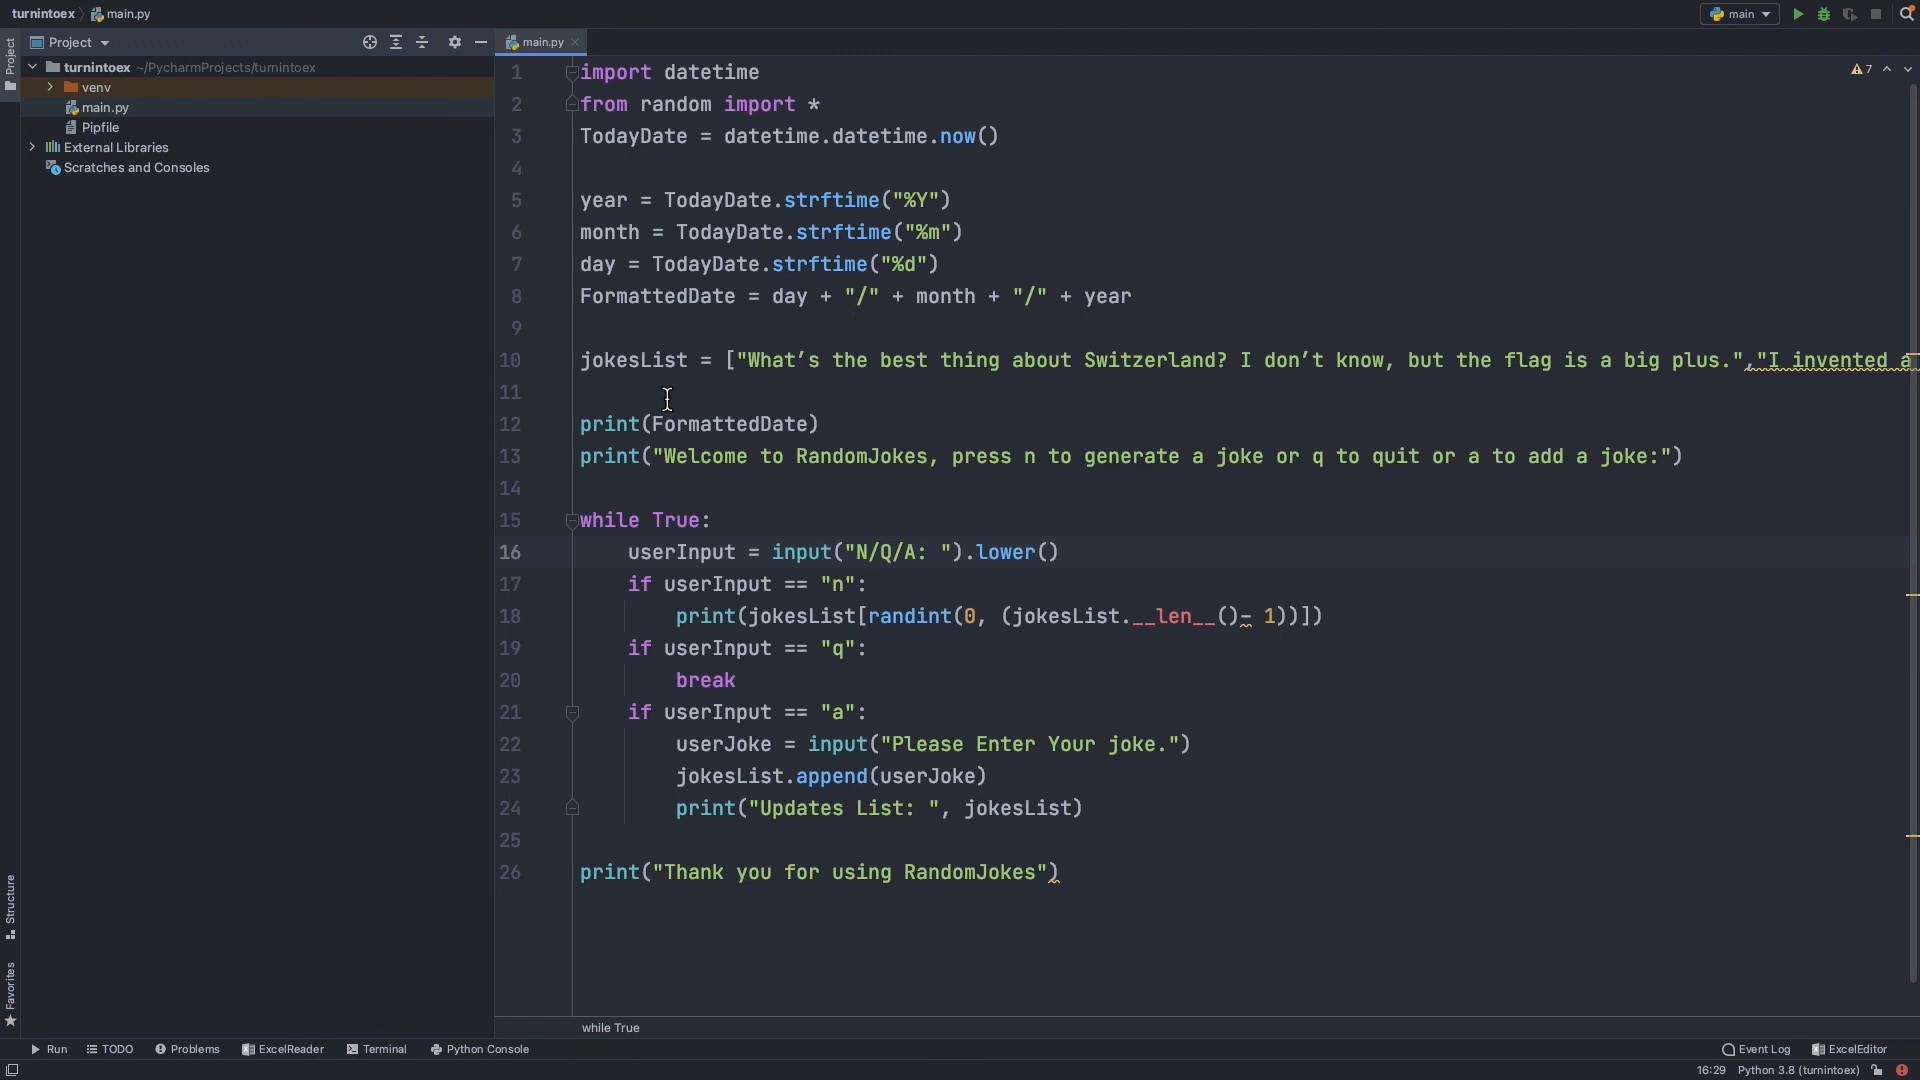 turnintoex
main.py
main
Project
Project
turnintoex ~/PycharmProjects/turnintoex
venv
main.py
Pipfile
External Libraries
Scratches and Consoles
main.py
7
1 import datetime
2 from random import *
3 TodayDate = datetime.datetime.now()
4
5 year = TodayDate.strftime("%Y")
6 month = TodayDate.strftime("%m")
7 day = TodayDate.strftime("%d")
8 FormattedDate = day + "/" + month + "/" + year
9
10 jokesList = ["What’s the best thing about Switzerland? I don’t know, but the flag is a big plus.","I invented a
11
12 print(FormattedDate)
13 print("Welcome to RandomJokes, press n to generate a joke or q to quit or a to add a joke:")
14
15 while True:
16 userInput = input("N/Q/A: ").lower()
17 if userInput == "n":
18 print(jokesList[randint(0, (jokesList.__len__()- 1))])
19 if userInput == "q":
20 break
21 if userInput == "a":
22 userJoke = input("Please Enter Your joke.")
23 jokesList.append(userJoke)
24 print("Updates List: ", jokesList)
25
26 print("Thank you for using RandomJokes")
Structure
Favorites
while True
Run
TODO
Problems
ExcelReader
Terminal
Python Console
Event Log
ExcelEditor
16:29
Python 3.8 (turnintoex)